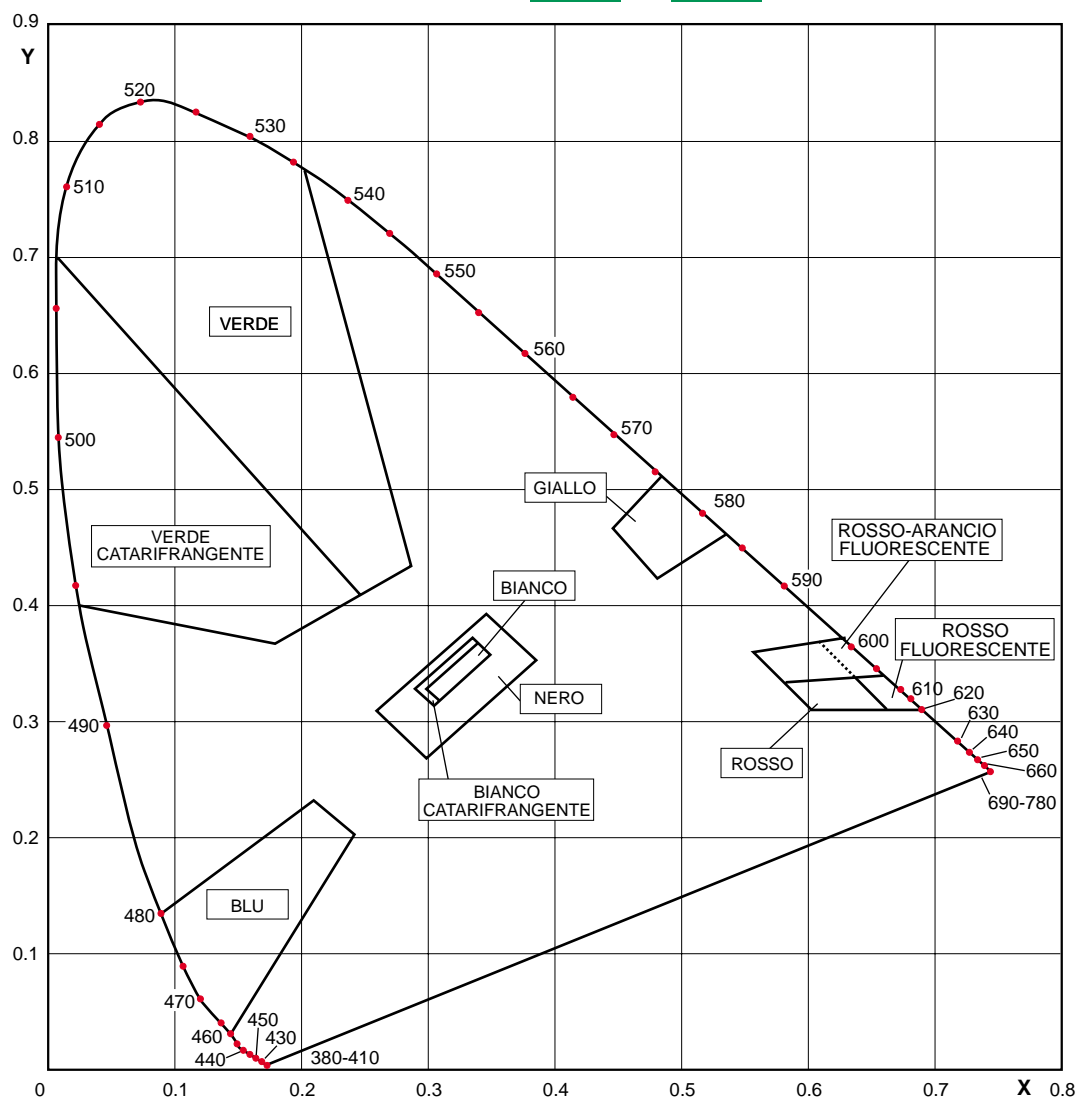 0.9
Y
520
530
0.8
510
540
0.7
550
VERDE
560
0.6
570
500
GIALLO
0.5
580
ROSSO-ARANCIO
FLUORESCENTE
VERDE
CATARIFRANGENTE
BIANCO
590
0.4
600
ROSSO
FLUORESCENTE
NERO
610
620
0.3
490
630
640
ROSSO
650
660
BIANCO
CATARIFRANGENTE
690-780
0.2
BLU
480
0.1
470
450
460
430
440
380-410
0
0.1
0.2
0.3
0.4
0.5
0.6
0.7
X
0.8